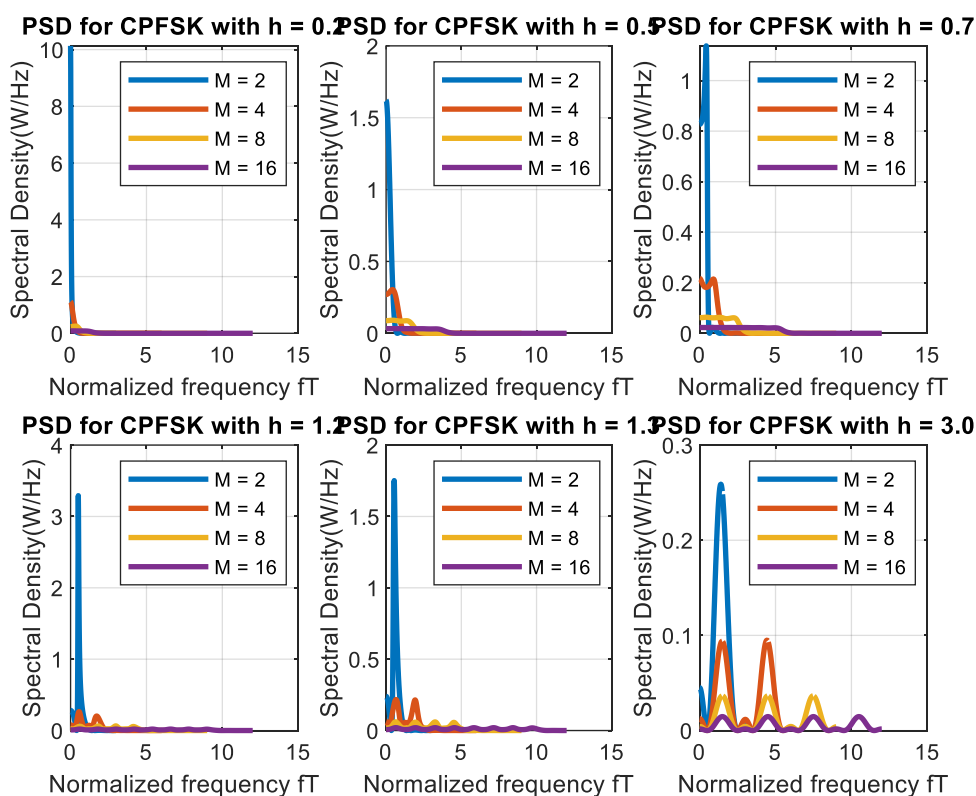 PSD for CPFSK with h = 0.2
10
8
6
4
2
0
Spectral Density(W/Hz)
M = 2
M = 4
M = 8
M = 16
0 5 10 15
Normalized frequency fT
PSD for CPFSK with h = 0.5
2
1.5
1
0.5
0
Spectral Density(W/Hz)
M = 2
M = 4
M = 8
M = 16
0 5 10 15
Normalized frequency fT
PSD for CPFSK with h = 0.7
1
0.8
0.6
0.4
0.2
0
Spectral Density(W/Hz)
M = 2
M = 4
M = 8
M = 16
0 5 10 15
Normalized frequency fT
PSD for CPFSK with h = 1.2
4
3
2
1
0
Spectral Density(W/Hz)
M = 2
M = 4
M = 8
M = 16
0 5 10 15
Normalized frequency fT
PSD for CPFSK with h = 1.3
2
1.5
1
0.5
0
Spectral Density(W/Hz)
M = 2
M = 4
M = 8
M = 16
0 5 10 15
Normalized frequency fT
PSD for CPFSK with h = 3.0
0.3
0.2
0.1
0
Spectral Density(W/Hz)
M = 2
M = 4
M = 8
M = 16
0 5 10 15
Normalized frequency fT